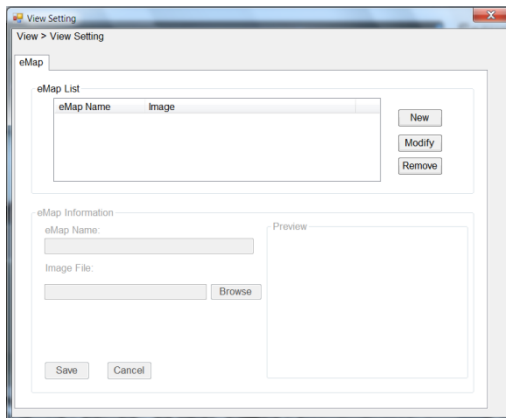 View Setting
View > View Setting
eMap
eMap List
eMap Name Image
New
Modify
Remove
eMap Information
eMap Name:
Preview
Image File:
Browse
Save Cancel